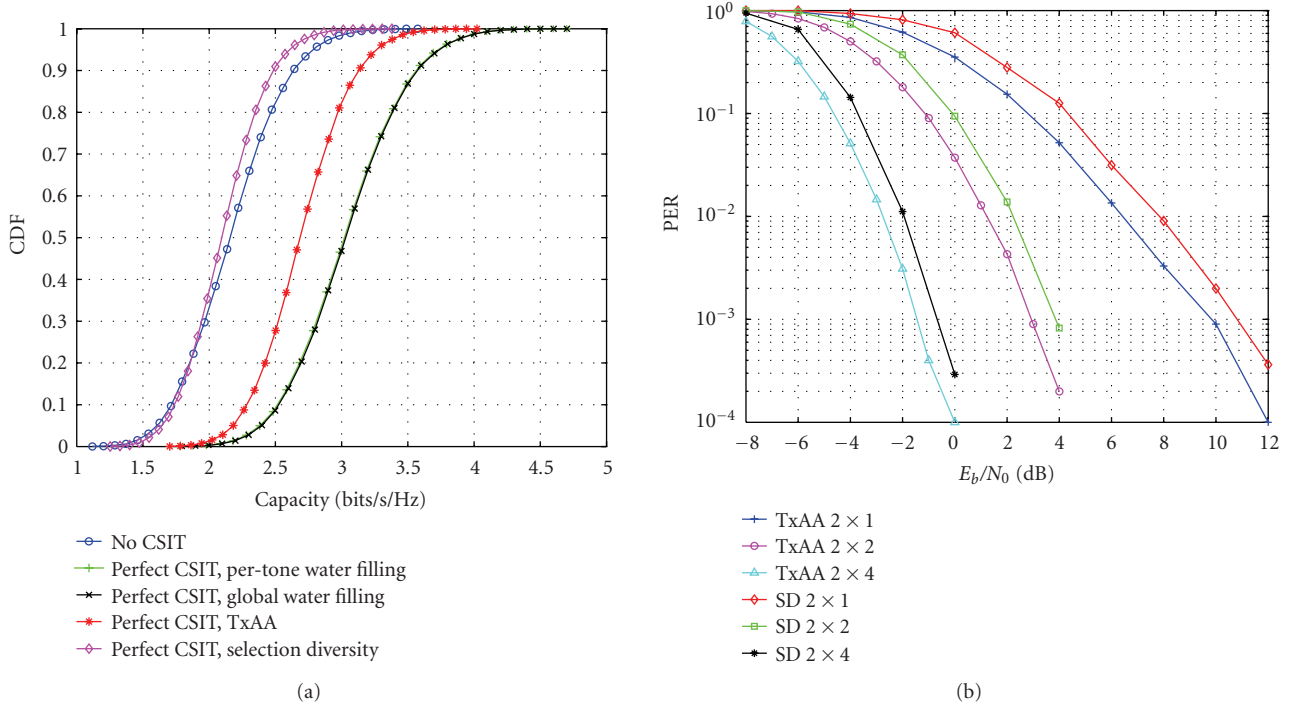 1
0.9
0.8
0.7
0.6
0.5
0.4
0.3
0.2
0.1
0
CDF
1 1.5 2 2.5 3 3.5 4 4.5 5
Capacity (bits/s/Hz)
No CSIT
Perfect CSIT, per-tone water filling
Perfect CSIT, global water filling
Perfect CSIT, TxAA
Perfect CSIT, selection diversity
(a)
10⁰
10⁻¹
10⁻²
10⁻³
10⁻⁴
PER
−8 −6 −4 −2 0 2 4 6 8 10 12
E_b/N_0 (dB)
TxAA 2 × 1
TxAA 2 × 2
TxAA 2 × 4
SD 2 × 1
SD 2 × 2
SD 2 × 4
(b)